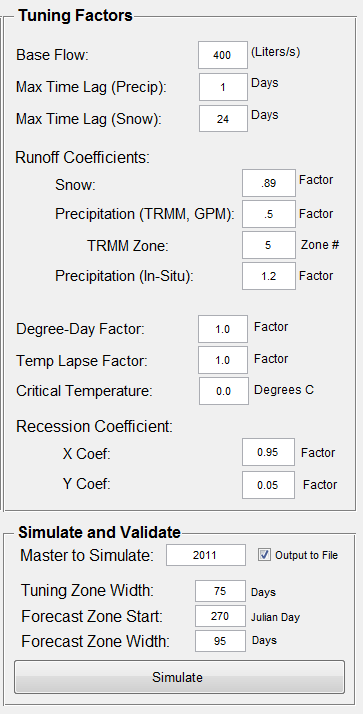 Tuning Factors
Base Flow: 400 (Liters/s)
Max Time Lag (Precip): 1 Days
Max Time Lag (Snow): 24 Days
Runoff Coefficients:
Snow: .89 Factor
Precipitation (TRMM, GPM): .5 Factor
TRMM Zone: 5 Zone #
Precipitation (In-Situ): 1.2 Factor
Degree-Day Factor: 1.0 Factor
Temp Lapse Factor: 1.0 Factor
Critical Temperature: 0.0 Degrees C
Recession Coefficient:
X Coef: 0.95 Factor
Y Coef: 0.05 Factor
Simulate and Validate
Master to Simulate: 2011 Output to File
Tuning Zone Width: 75 Days
Forecast Zone Start: 270 Julian Day
Forecast Zone Width: 95 Days
Simulate